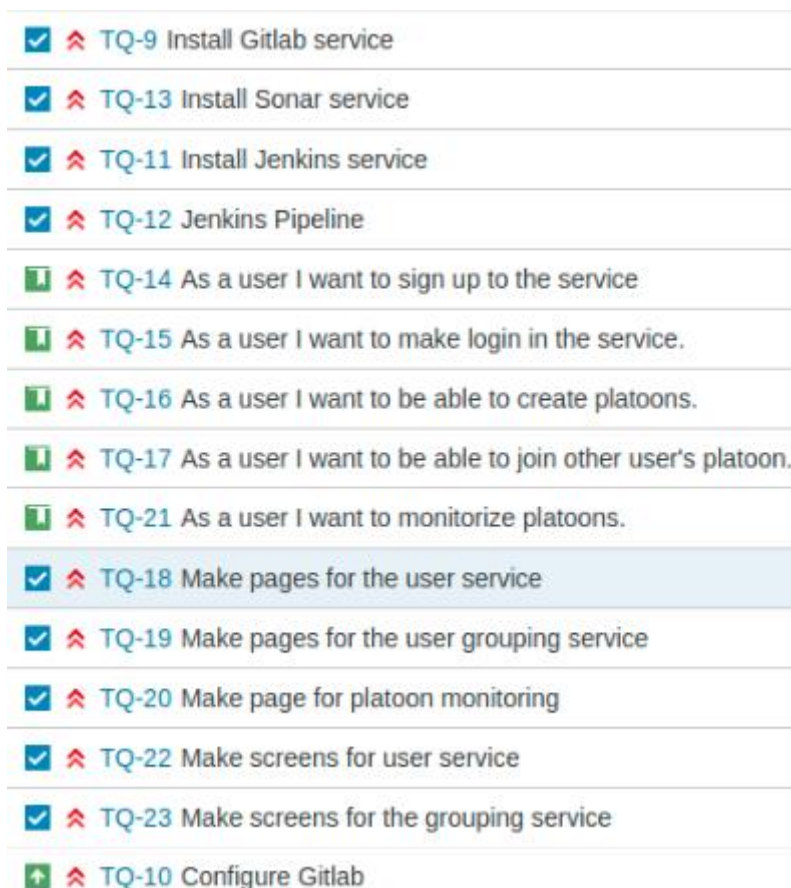 TQ-9 Install Gitlab service
TQ-13 Install Sonar service
TQ-11 Install Jenkins service
TQ-12 Jenkins Pipeline
TQ-14 As a user I want to sign up to the service
TQ-15 As a user I want to make login in the service.
TQ-16 As a user I want to be able to create platoons.
TQ-17 As a user I want to be able to join other user's platoon.
TQ-21 As a user I want to monitorize platoons.
TQ-18 Make pages for the user service
TQ-19 Make pages for the user grouping service
TQ-20 Make page for platoon monitoring
TQ-22 Make screens for user service
TQ-23 Make screens for the grouping service
TQ-10 Configure Gitlab